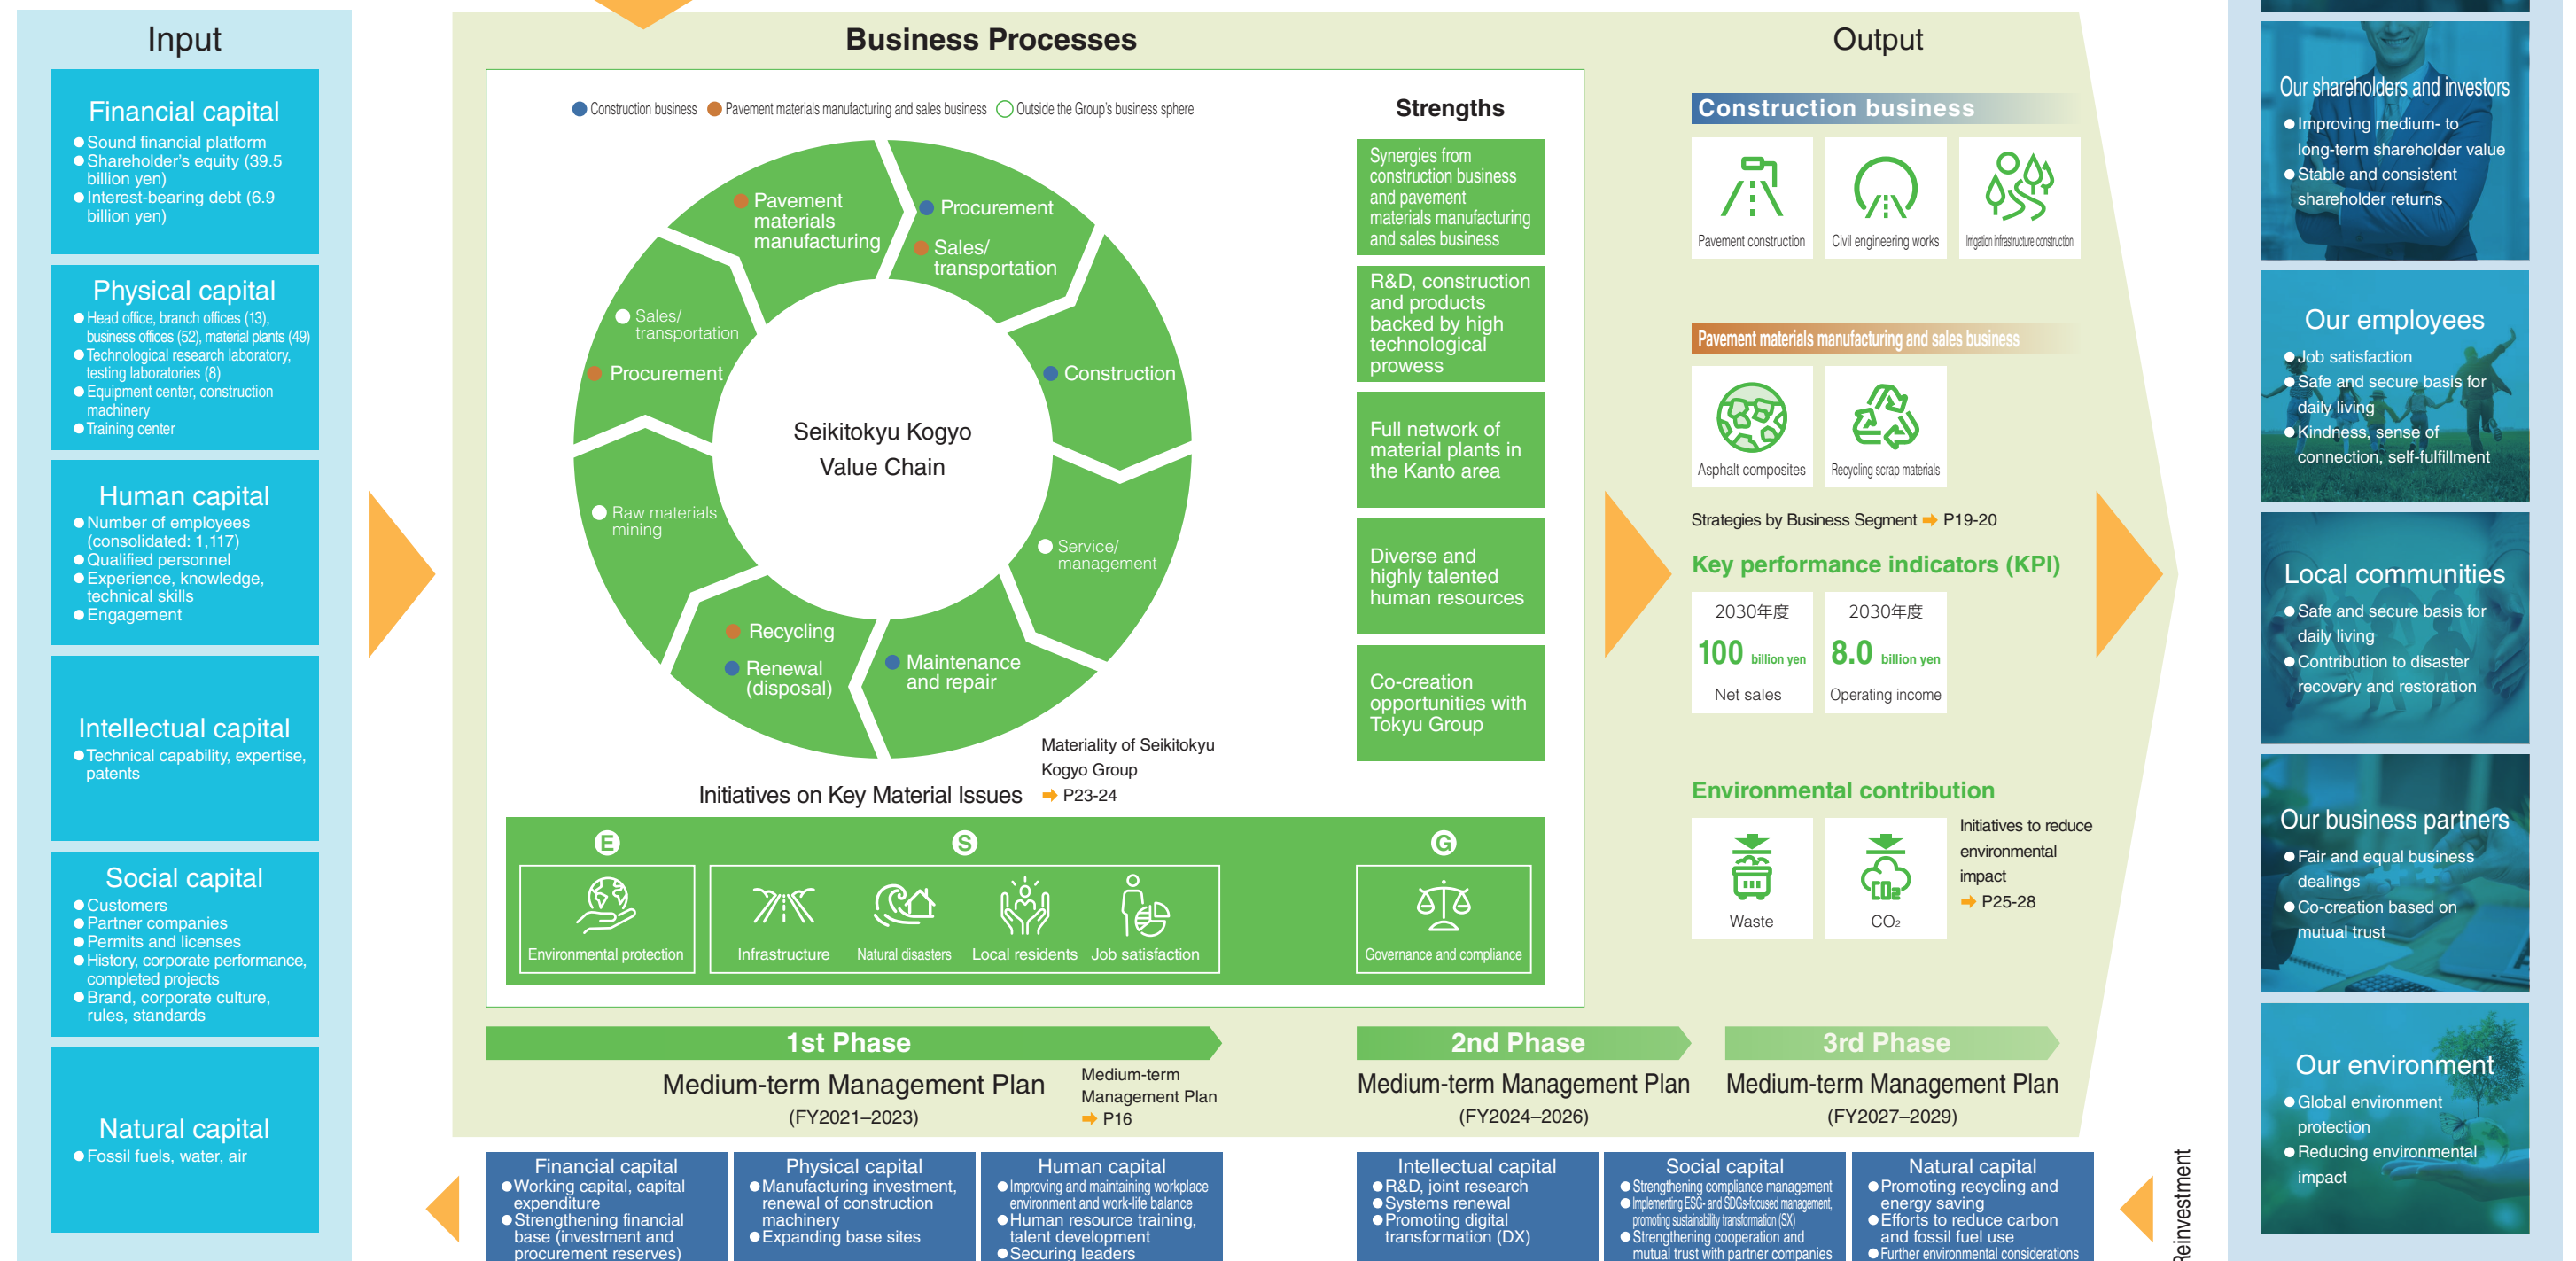 Input
Financial capital
●Sound financial platform
●Shareholder's equity (39.5
billion yen)
●Interest-bearing debt (6.9
billion yen)
Physical capital
●Head office, branch offices (13),
business offices (52), material plants (49)
●Technological research laboratory,
testing laboratories (8)
●Equipment center, construction
machinery
●Training center
Human capital
●Number of employees
(consolidated: 1,117)
●Qualified personnel
●Experience, knowledge,
technical skills
●Engagement
Intellectual capital
●Technical capability, expertise,
patents
Social capital
●Customers
●Partner companies
●Permits and licenses
●History, corporate performance,
completed projects
●Brand, corporate culture,
rules, standards
Natural capital
●Fossil fuels, water, air
Business Processes
Construction business
Pavement materials manufacturing and sales business
Outside the Group's business sphere
Pavement
materials
manufacturing
Procurement
Sales/
transportation
Construction
Service/
management
Maintenance
and repair
Recycling
Renewal
(disposal)
Raw materials
mining
Procurement
Sales/
transportation
Seikitokyu Kogyo
Value Chain
Materiality of Seikitokyu
Kogyo Group
➡ P23-24
Initiatives on Key Material Issues
E
Environmental protection
S
Infrastructure
Natural disasters
Local residents
Job satisfaction
G
Governance and compliance
Strengths
Synergies from
construction business
and pavement
materials manufacturing
and sales business
R&D, construction
and products
backed by high
technological
prowess
Full network of
material plants in
the Kanto area
Diverse and
highly talented
human resources
Co-creation
opportunities with
Tokyu Group
Output
Construction business
Pavement construction
Civil engineering works
Irrigation infrastructure construction
Pavement materials manufacturing and sales business
Asphalt composites
Recycling scrap materials
Strategies by Business Segment ➡ P19-20
Key performance indicators (KPI)
2030年度
100 billion yen
Net sales
2030年度
8.0 billion yen
Operating income
Environmental contribution
Waste
CO2
CO₂
Initiatives to reduce
environmental
impact
➡ P25-28
1st Phase
Medium-term Management Plan
(FY2021–2023)
Medium-term
Management Plan
➡ P16
2nd Phase
Medium-term Management Plan
(FY2024–2026)
3rd Phase
Medium-term Management Plan
(FY2027–2029)
Financial capital
●Working capital, capital
expenditure
●Strengthening financial
base (investment and
procurement reserves)
Physical capital
●Manufacturing investment,
renewal of construction
machinery
●Expanding base sites
Human capital
●Improving and maintaining workplace
environment and work-life balance
●Human resource training,
talent development
●Securing leaders
Intellectual capital
●R&D, joint research
●Systems renewal
●Promoting digital
transformation (DX)
Social capital
●Strengthening compliance management
●Implementing ESG- and SDGs-focused management,
promoting sustainability transformation (SX)
●Strengthening cooperation and
mutual trust with partner companies
Natural capital
●Promoting recycling and
energy saving
●Efforts to reduce carbon
and fossil fuel use
●Further environmental considerations
Reinvestment
Our shareholders and investors
●Improving medium- to
long-term shareholder value
●Stable and consistent
shareholder returns
Our employees
●Job satisfaction
●Safe and secure basis for
daily living
●Kindness, sense of
connection, self-fulfillment
Local communities
●Safe and secure basis for
daily living
●Contribution to disaster
recovery and restoration
Our business partners
●Fair and equal business
dealings
●Co-creation based on
mutual trust
Our environment
●Global environment
protection
●Reducing environmental
impact